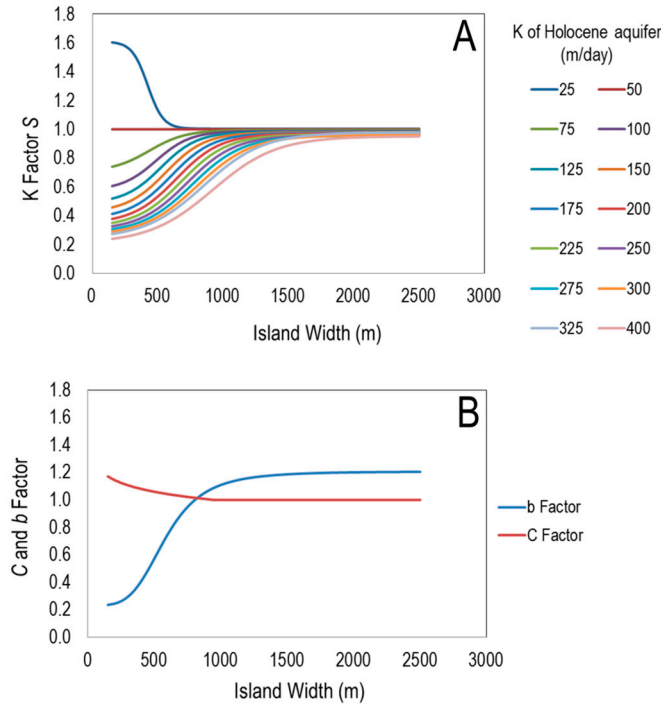 A
K Factor S
1.8
1.6
1.4
1.2
1.0
0.8
0.6
0.4
0.2
0.0
0 500 1000 1500 2000 2500 3000
Island Width (m)
K of Holocene aquifer
(m/day)
25 50
75 100
125 150
175 200
225 250
275 300
325 400
B
C and b Factor
1.8
1.6
1.4
1.2
1.0
0.8
0.6
0.4
0.2
0.0
0 500 1000 1500 2000 2500 3000
Island Width (m)
b Factor
C Factor